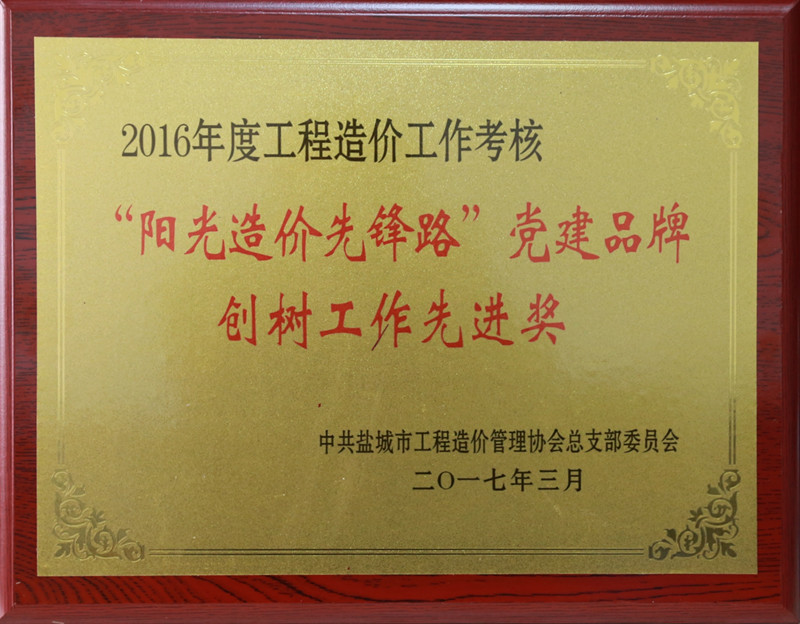 2016年度工程造价工作考核
“阳光造价先锋路”党建品牌
创树工作先进奖
中共盐城市工程造价管理协会总支部委员会
二〇一七年三月